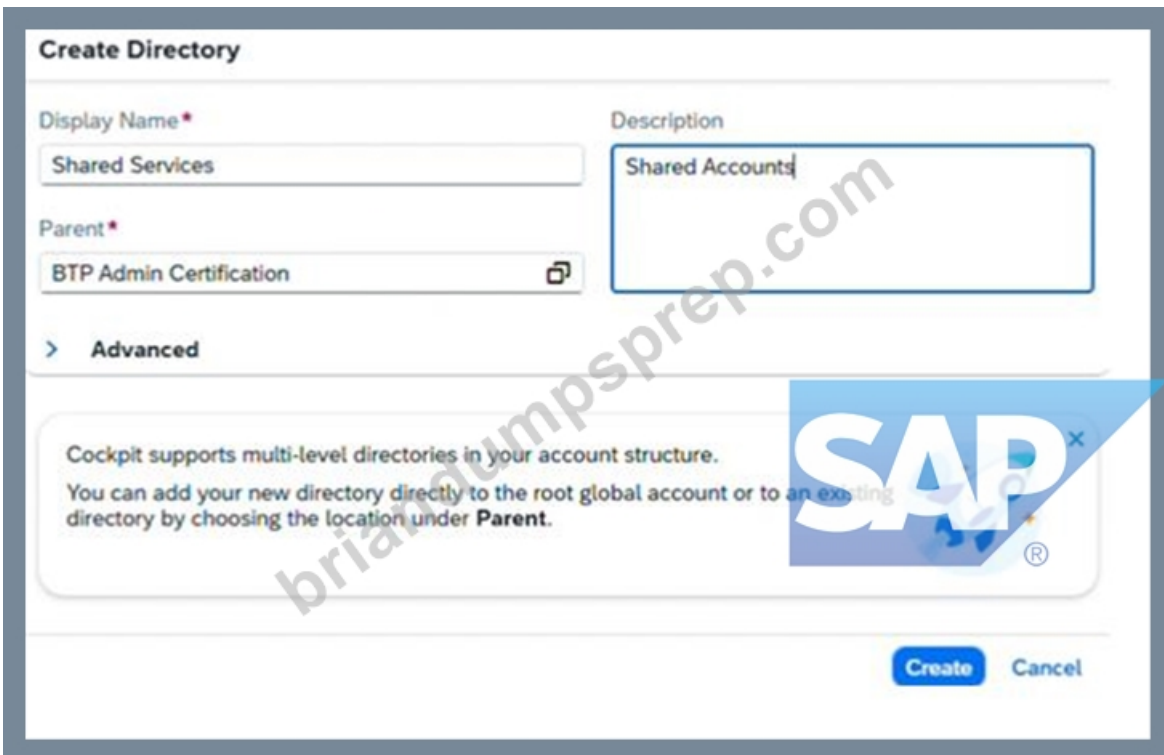 Create Directory
Display Name*
Shared Services
Parent*
BTP Admin Certification
Description
Shared Accounts
Advanced
Cockpit supports multi-level directories in your account structure.
You can add your new directory directly to the root global account or to an existing
directory by choosing the location under Parent.
SAP
®
Create
Cancel
briandumpsprep.com